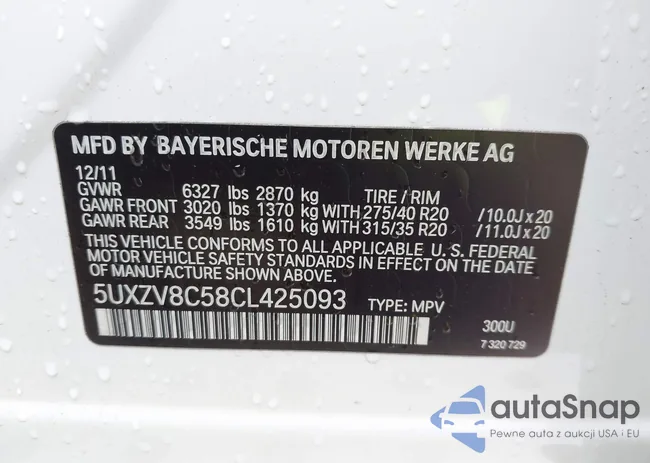 MFD BY BAYERISCHE MOTOREN WERKE AG
12/11
GVWR 6327 lbs 2870 kg TIRE / RIM
GAWR FRONT 3020 lbs 1370 kg WITH 275/40 R20 /10.0J x 20
GAWR REAR 3549 lbs 1610 kg WITH 315/35 R20 /11.0J x 20
THIS VEHICLE CONFORMS TO ALL APPLICABLE U. S. FEDERAL
MOTOR VEHICLE SAFETY STANDARDS IN EFFECT ON THE DATE
OF MANUFACTURE SHOWN ABOVE.
5UXZV8C58CL425093 TYPE: MPV
300U
7 320 729
autaSnap
Pewne auta z aukcji USA i EU